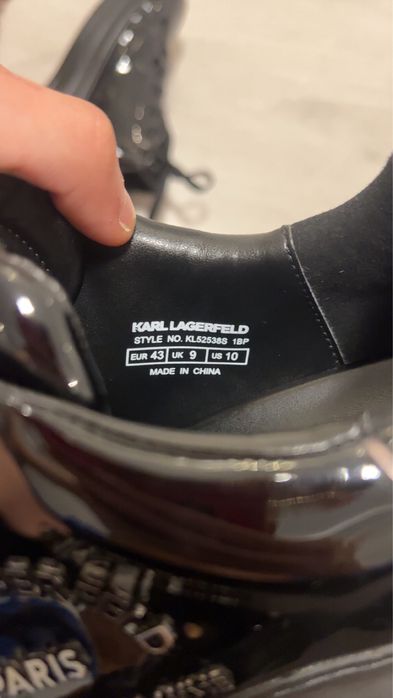 KARL LAGERFELD
STYLE NO. KL52538S 1BP
EUR 43 UK 9 US 10
MADE IN CHINA
PARIS